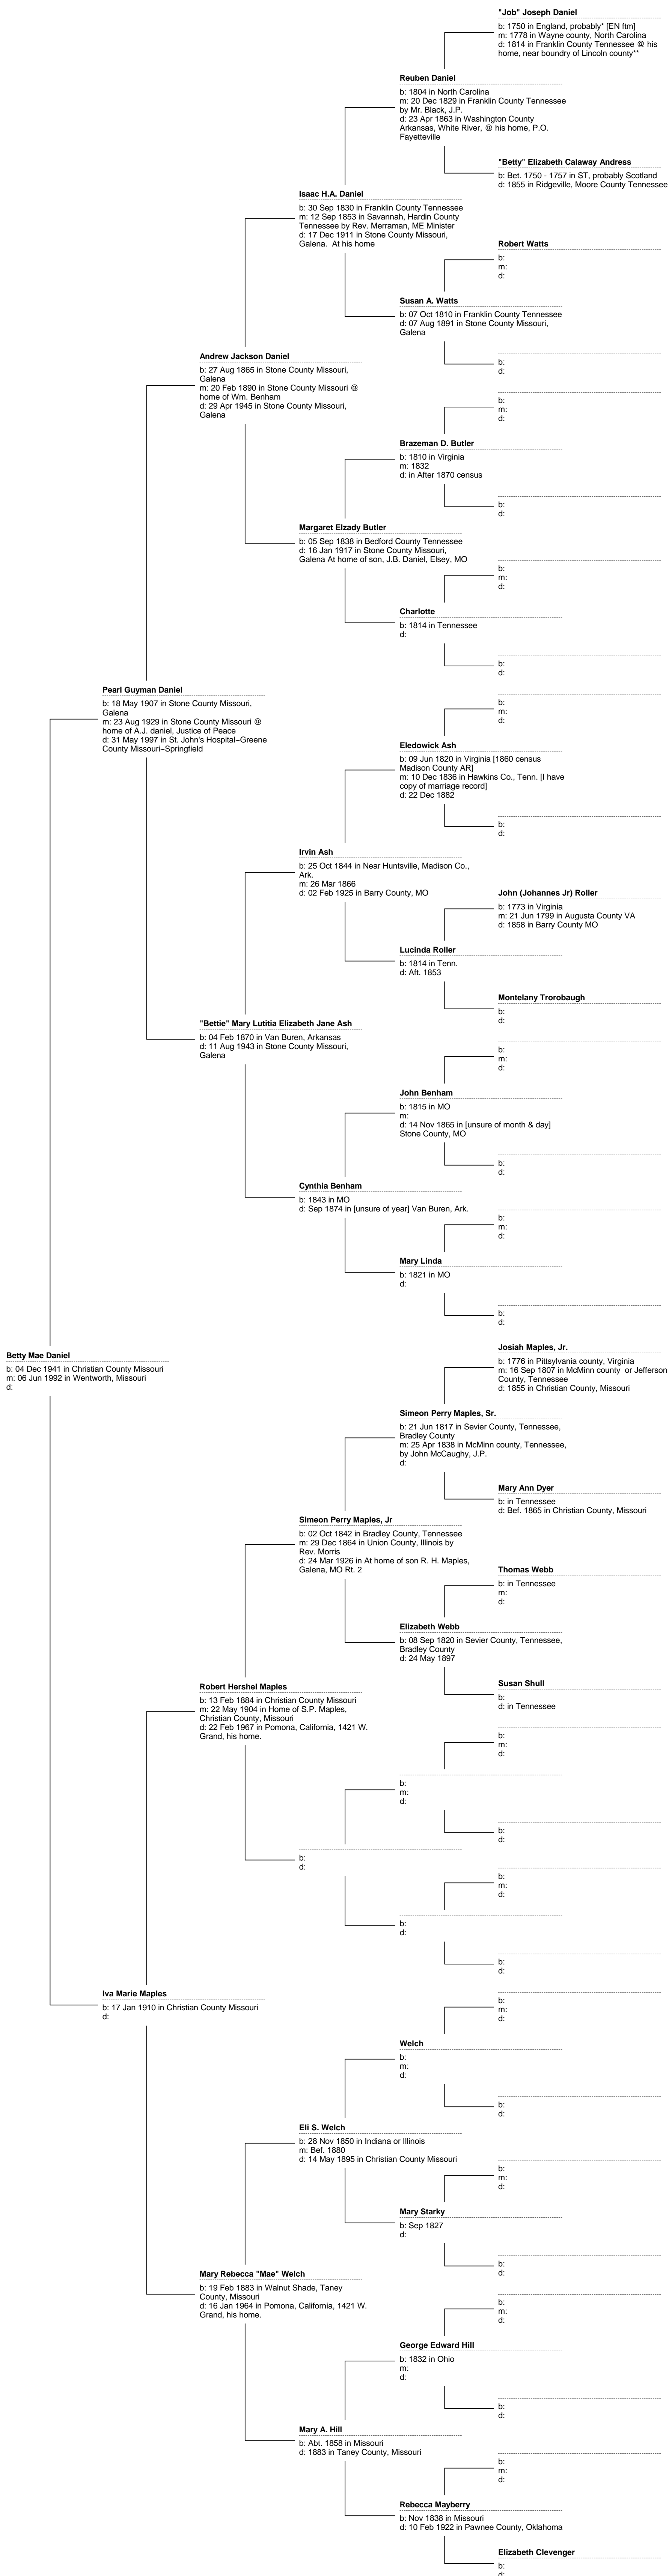 "Job" Joseph Daniel
b: 1750 in England, probably* [EN ftm]
m: 1778 in Wayne county, North Carolina
d: 1814 in Franklin County Tennessee @ his
home, near boundry of Lincoln county**
Reuben Daniel
b: 1804 in North Carolina
m: 20 Dec 1829 in Franklin County Tennessee
by Mr. Black, J.P.
d: 23 Apr 1863 in Washington County
Arkansas, White River, @ his home, P.O.
Fayetteville
"Betty" Elizabeth Calaway Andress
b: Bet. 1750 - 1757 in ST, probably Scotland
d: 1855 in Ridgeville, Moore County Tennessee
Isaac H.A. Daniel
b: 30 Sep 1830 in Franklin County Tennessee
m: 12 Sep 1853 in Savannah, Hardin County
Tennessee by Rev. Merraman, ME Minister
d: 17 Dec 1911 in Stone County Missouri,
Galena. At his home
Robert Watts
b:
m:
d:
Susan A. Watts
b: 07 Oct 1810 in Franklin County Tennessee
d: 07 Aug 1891 in Stone County Missouri,
Galena
b:
d:
Andrew Jackson Daniel
b: 27 Aug 1865 in Stone County Missouri,
Galena
m: 20 Feb 1890 in Stone County Missouri @
home of Wm. Benham
d: 29 Apr 1945 in Stone County Missouri,
Galena
b:
m:
d:
Brazeman D. Butler
b: 1810 in Virginia
m: 1832
d: in After 1870 census
b:
d:
Margaret Elzady Butler
b: 05 Sep 1838 in Bedford County Tennessee
d: 16 Jan 1917 in Stone County Missouri,
Galena At home of son, J.B. Daniel, Elsey, MO
b:
m:
d:
Charlotte
b: 1814 in Tennessee
d:
b:
d:
Pearl Guyman Daniel
b: 18 May 1907 in Stone County Missouri,
Galena
m: 23 Aug 1929 in Stone County Missouri @
home of A.J. daniel, Justice of Peace
d: 31 May 1997 in St. John's Hospital–Greene
County Missouri–Springfield
b:
m:
d:
Eledowick Ash
b: 09 Jun 1820 in Virginia [1860 census
Madison County AR]
m: 10 Dec 1836 in Hawkins Co., Tenn. [I have
copy of marriage record]
d: 22 Dec 1882
b:
d:
Irvin Ash
b: 25 Oct 1844 in Near Huntsville, Madison Co.,
Ark.
m: 26 Mar 1866
d: 02 Feb 1925 in Barry County, MO
John (Johannes Jr) Roller
b: 1773 in Virginia
m: 21 Jun 1799 in Augusta County VA
d: 1858 in Barry County MO
Lucinda Roller
b: 1814 in Tenn.
d: Aft. 1853
Montelany Trorobaugh
b:
d:
"Bettie" Mary Lutitia Elizabeth Jane Ash
b: 04 Feb 1870 in Van Buren, Arkansas
d: 11 Aug 1943 in Stone County Missouri,
Galena
b:
m:
d:
John Benham
b: 1815 in MO
m:
d: 14 Nov 1865 in [unsure of month & day]
Stone County, MO
b:
d:
Cynthia Benham
b: 1843 in MO
d: Sep 1874 in [unsure of year] Van Buren, Ark.
b:
m:
d:
Mary Linda
b: 1821 in MO
d:
b:
d:
Betty Mae Daniel
b: 04 Dec 1941 in Christian County Missouri
m: 06 Jun 1992 in Wentworth, Missouri
d:
Josiah Maples, Jr.
b: 1776 in Pittsylvania county, Virginia
m: 16 Sep 1807 in McMinn county or Jefferson
County, Tennessee
d: 1855 in Christian County, Missouri
Simeon Perry Maples, Sr.
b: 21 Jun 1817 in Sevier County, Tennessee,
Bradley County
m: 25 Apr 1838 in McMinn county, Tennessee,
by John McCaughy, J.P.
d:
Mary Ann Dyer
b: in Tennessee
d: Bef. 1865 in Christian County, Missouri
Simeon Perry Maples, Jr
b: 02 Oct 1842 in Bradley County, Tennessee
m: 29 Dec 1864 in Union County, Illinois by
Rev. Morris
d: 24 Mar 1926 in At home of son R. H. Maples,
Galena, MO Rt. 2
Thomas Webb
b: in Tennessee
m:
d:
Elizabeth Webb
b: 08 Sep 1820 in Sevier County, Tennessee,
Bradley County
d: 24 May 1897
Susan Shull
b:
d: in Tennessee
Robert Hershel Maples
b: 13 Feb 1884 in Christian County Missouri
m: 22 May 1904 in Home of S.P. Maples,
Christian County, Missouri
d: 22 Feb 1967 in Pomona, California, 1421 W.
Grand, his home.
b:
m:
d:
b:
m:
d:
b:
d:
b:
d:
b:
m:
d:
b:
d:
b:
d:
Iva Marie Maples
b: 17 Jan 1910 in Christian County Missouri
d:
b:
m:
d:
Welch
b:
m:
d:
b:
d:
Eli S. Welch
b: 28 Nov 1850 in Indiana or Illinois
m: Bef. 1880
d: 14 May 1895 in Christian County Missouri
b:
m:
d:
Mary Starky
b: Sep 1827
d:
b:
d:
Mary Rebecca "Mae" Welch
b: 19 Feb 1883 in Walnut Shade, Taney
County, Missouri
d: 16 Jan 1964 in Pomona, California, 1421 W.
Grand, his home.
b:
m:
d:
George Edward Hill
b: 1832 in Ohio
m:
d:
b:
d:
Mary A. Hill
b: Abt. 1858 in Missouri
d: 1883 in Taney County, Missouri
b:
m:
d:
Rebecca Mayberry
b: Nov 1838 in Missouri
d: 10 Feb 1922 in Pawnee County, Oklahoma
Elizabeth Clevenger
b:
d: